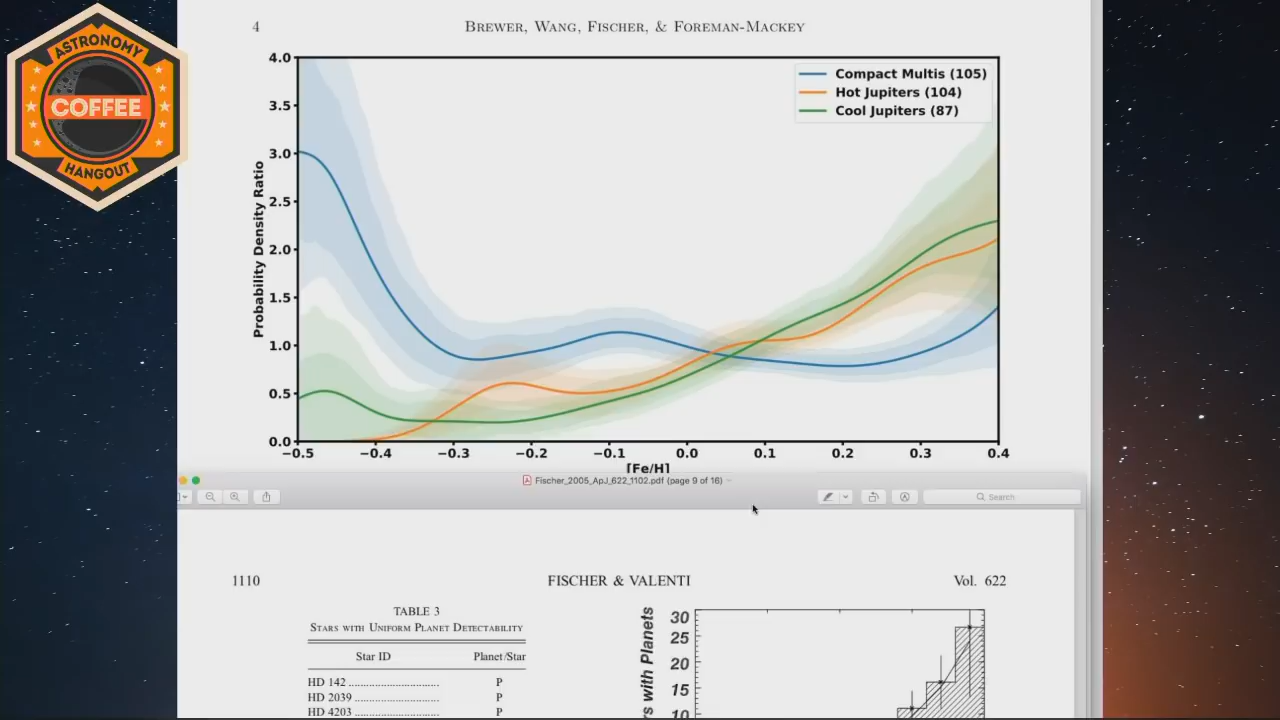 ASTRONOMY
COFFEE
HANGOUT
4 BREWER, WANG, FISCHER, & FOREMAN-MACKEY
Compact Multis (105)
Hot Jupiters (104)
Cool Jupiters (87)
Probability Density Ratio
4.0
3.5
3.0
2.5
2.0
1.5
1.0
0.5
0.0
−0.5 −0.4 −0.3 −0.2 −0.1 0.0 0.1 0.2 0.3 0.4
[Fe/H]
Fischer_2005_ApJ_622_1102.pdf (page 9 of 16)
Search
1110 FISCHER & VALENTI Vol. 622
TABLE 3
STARS WITH UNIFORM PLANET DETECTABILITY
Star ID Planet/Star
HD 142 .............................. P
HD 2039 ............................ P
HD 4203 ............................ P
with Planets
30
25
20
15
10